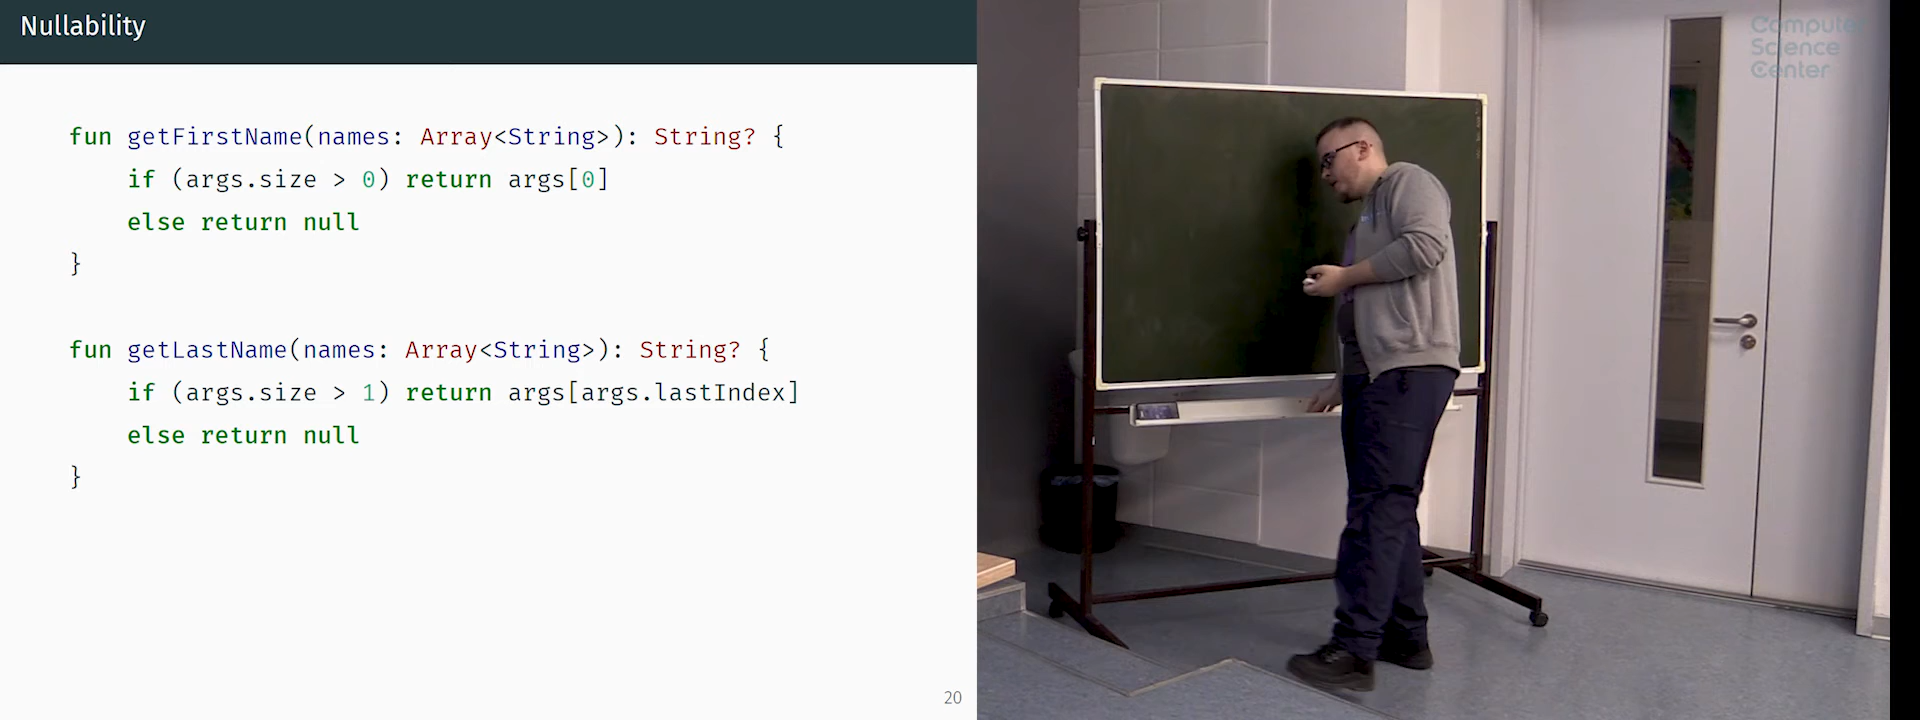 Nullability
fun getFirstName(names: Array<String>): String? {
    if (args.size > 0) return args[0]
    else return null
}
fun getLastName(names: Array<String>): String? {
    if (args.size > 1) return args[args.lastIndex]
    else return null
}
20
Computer
Science
Center